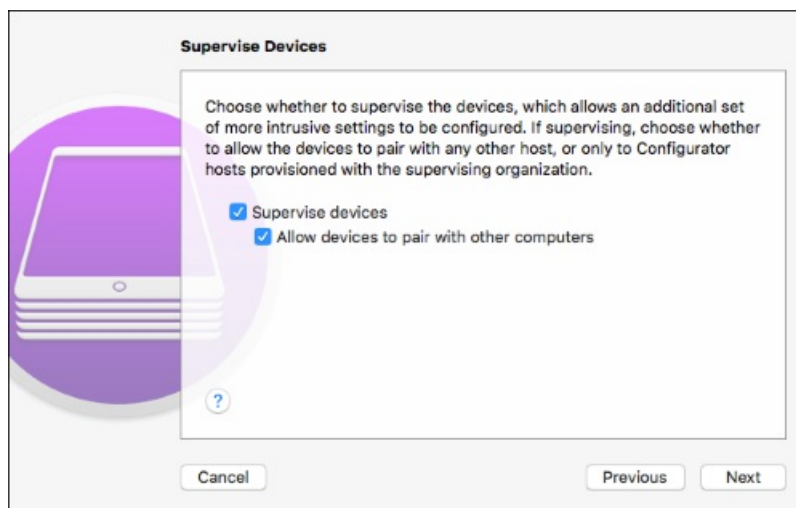 Supervise Devices
Choose whether to supervise the devices, which allows an additional set
of more intrusive settings to be configured. If supervising, choose whether
to allow the devices to pair with any other host, or only to Configurator
hosts provisioned with the supervising organization.
Supervise devices
Allow devices to pair with other computers
?
Cancel
Previous
Next